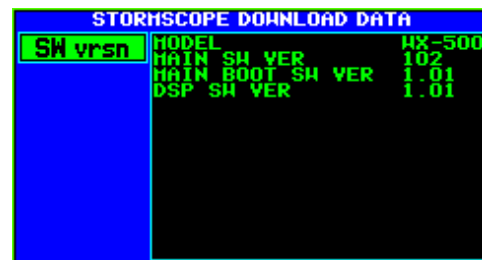 STORMSCOPE DOWNLOAD DATA
SW vrsn
MODEL WX-500
MAIN SW VER 102
MAIN BOOT SW VER 1.01
DSP SW VER 1.01